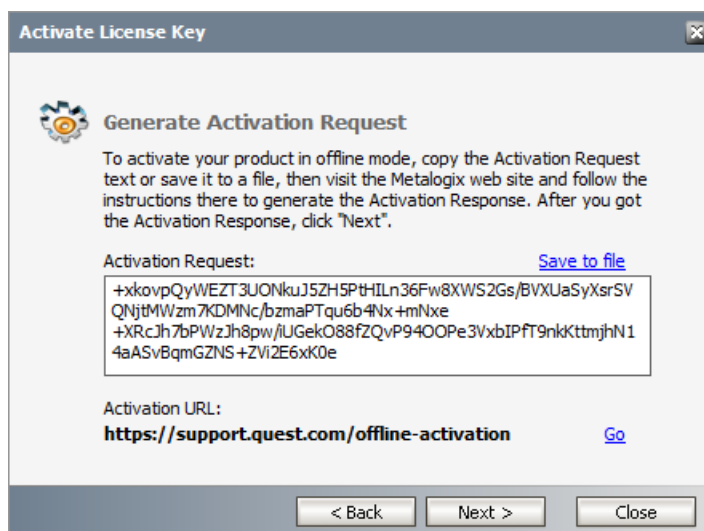 Activate License Key
Generate Activation Request
To activate your product in offline mode, copy the Activation Request
text or save it to a file, then visit the Metalogix web site and follow the
instructions there to generate the Activation Response. After you got
the Activation Response, click "Next".
Activation Request: Save to file
+xkovpQyWEZT3UONkuJ5ZH5PtHILn36Fw8XWS2Gs/BVXUaSyXsrSV
QNjtMWzm7KDMNc/bzmaPTqu6b4Nx+mNxe
+XRcJh7bPWzJh8pw/iUGekO88fZQvP94OOPe3VxbIPfT9nkKttmjhN1
4aASvBqmGZNS+ZVi2E6xK0e
Activation URL:
https://support.quest.com/offline-activation Go
< Back Next > Close